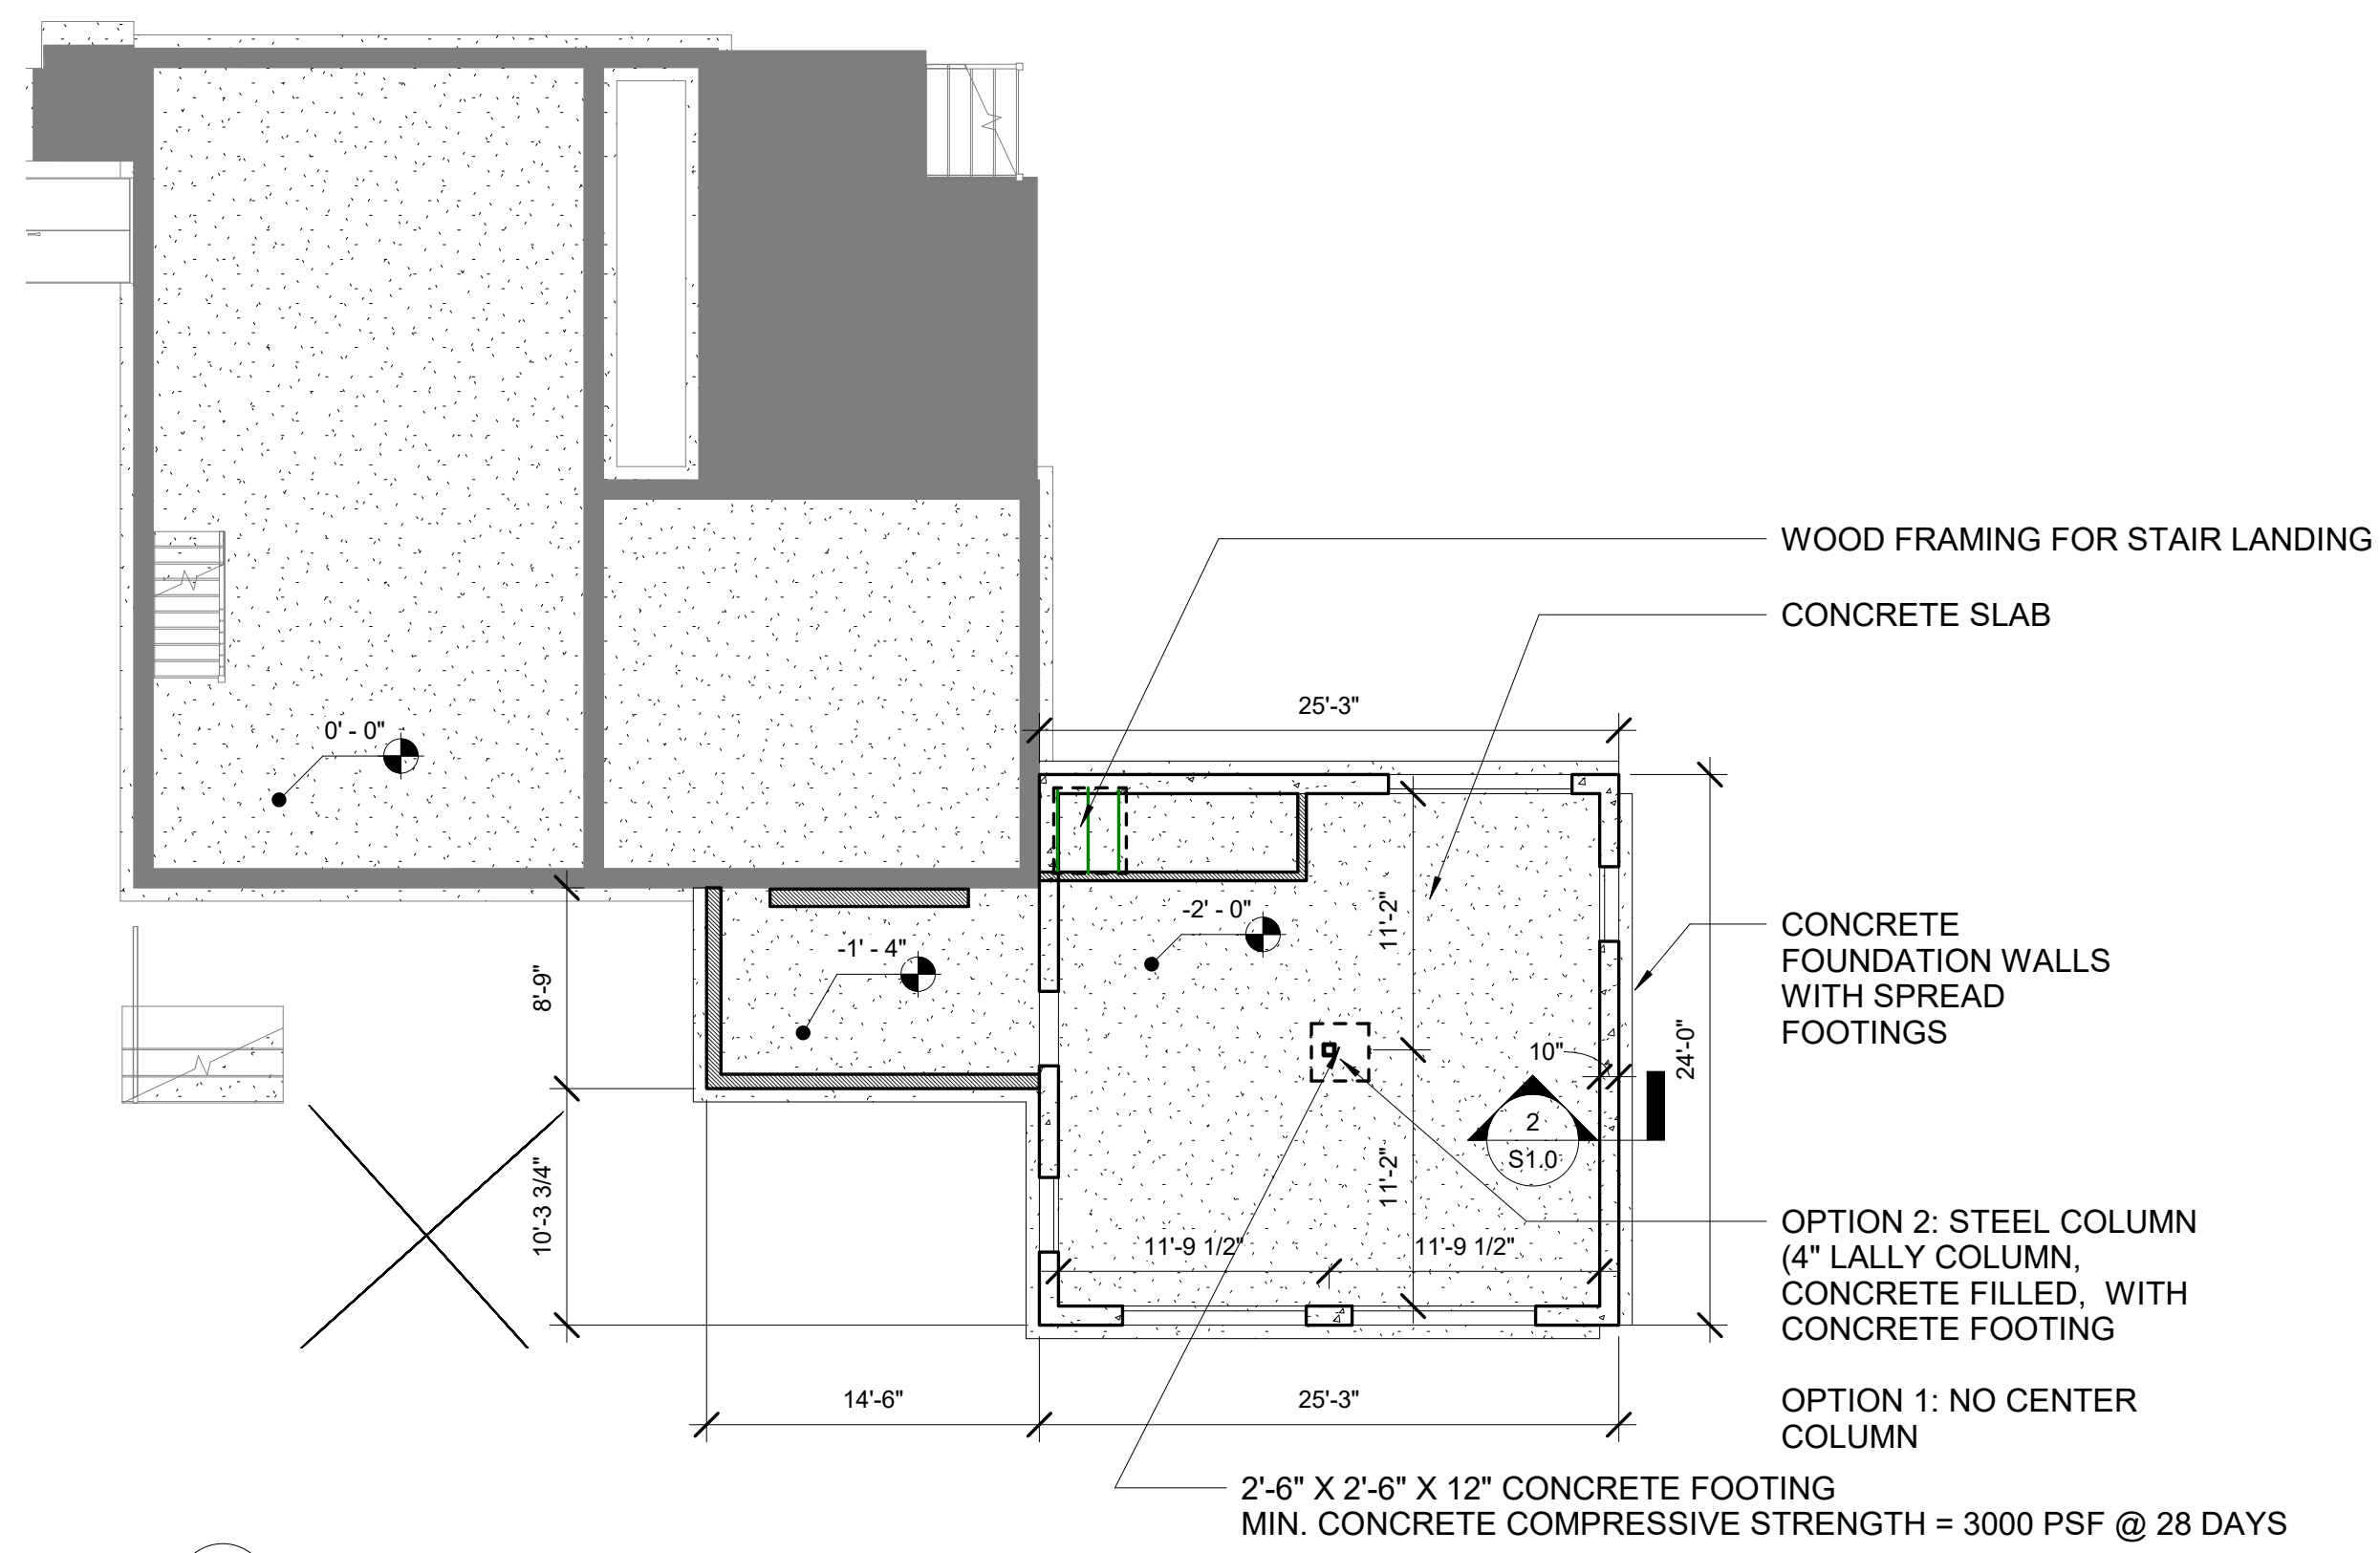 WOOD FRAMING FOR STAIR LANDING
CONCRETE SLAB
25'-3"
0' - 0"
-2' - 0"
11'-2"
CONCRETE
FOUNDATION WALLS
WITH SPREAD
FOOTINGS
-1' - 4"
8'-9"
10"
24'-0"
2
S1.0
11'-2"
10'-3 3/4"
11'-9 1/2"
11'-9 1/2"
OPTION 2: STEEL COLUMN
(4" LALLY COLUMN,
CONCRETE FILLED, WITH
CONCRETE FOOTING
14'-6"
25'-3"
OPTION 1: NO CENTER
COLUMN
2'-6" X 2'-6" X 12" CONCRETE FOOTING
MIN. CONCRETE COMPRESSIVE STRENGTH = 3000 PSF @ 28 DAYS